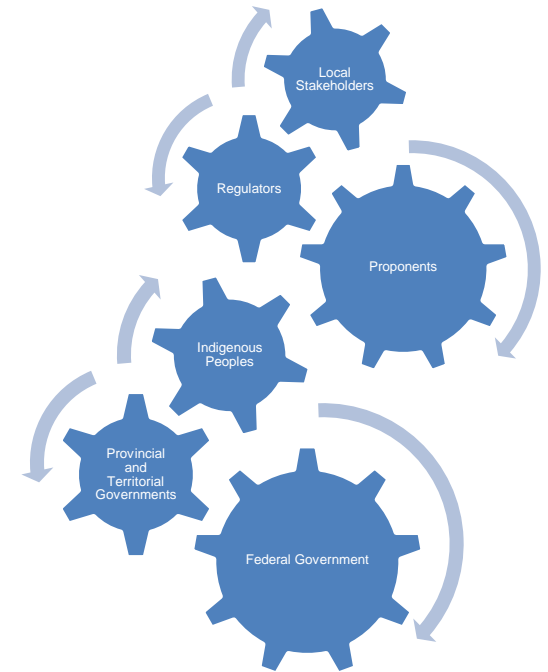 Local
Stakeholders
Regulators
Proponents
Indigenous
Peoples
Provincial
and
Territorial
Governments
Federal Government